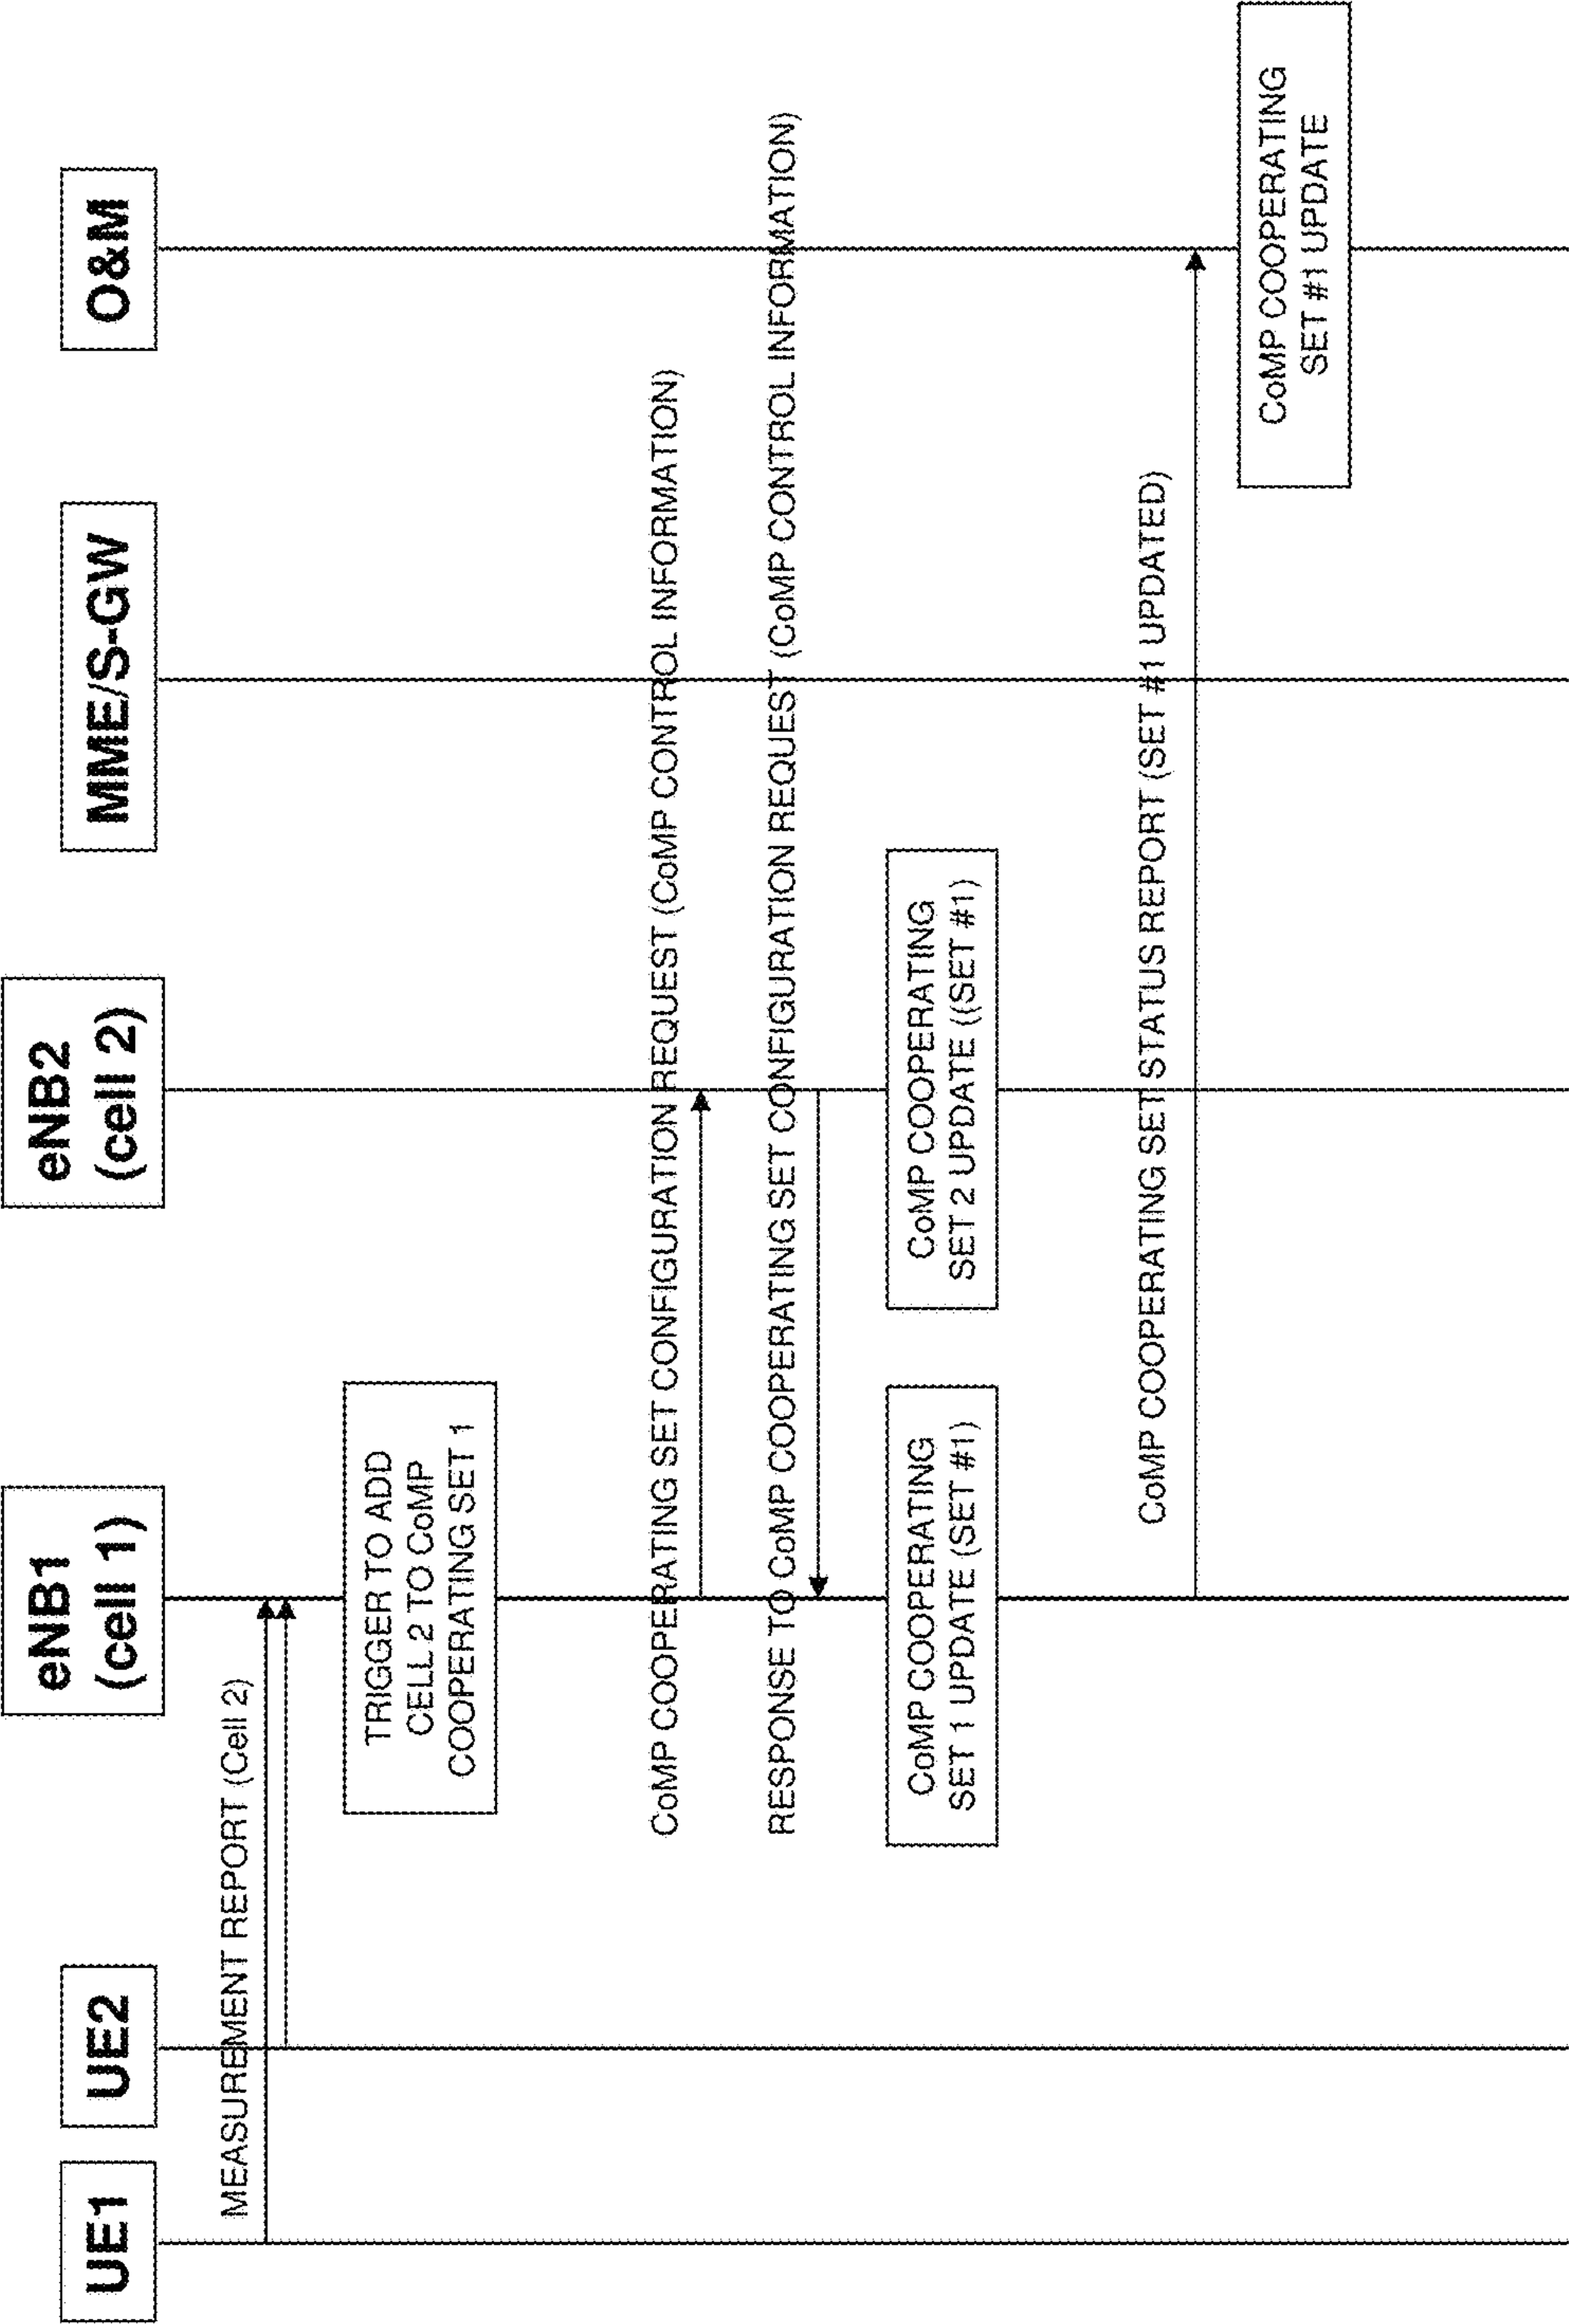 UE1
UE2
eNB1
(cell 1)
eNB2
(cell 2)
MME/S-GW
O&M
MEASUREMENT REPORT (Cell 2)
TRIGGER TO ADD
CELL 2 TO CoMP
COOPERATING SET 1
CoMP COOPERATING SET CONFIGURATION REQUEST (CoMP CONTROL INFORMATION)
RESPONSE TO CoMP COOPERATING SET CONFIGURATION REQUEST (CoMP CONTROL INFORMATION)
CoMP COOPERATING
SET 1 UPDATE (SET #1)
CoMP COOPERATING
SET 2 UPDATE ((SET #1)
CoMP COOPERATING SET STATUS REPORT (SET #1 UPDATED)
CoMP COOPERATING
SET #1 UPDATE